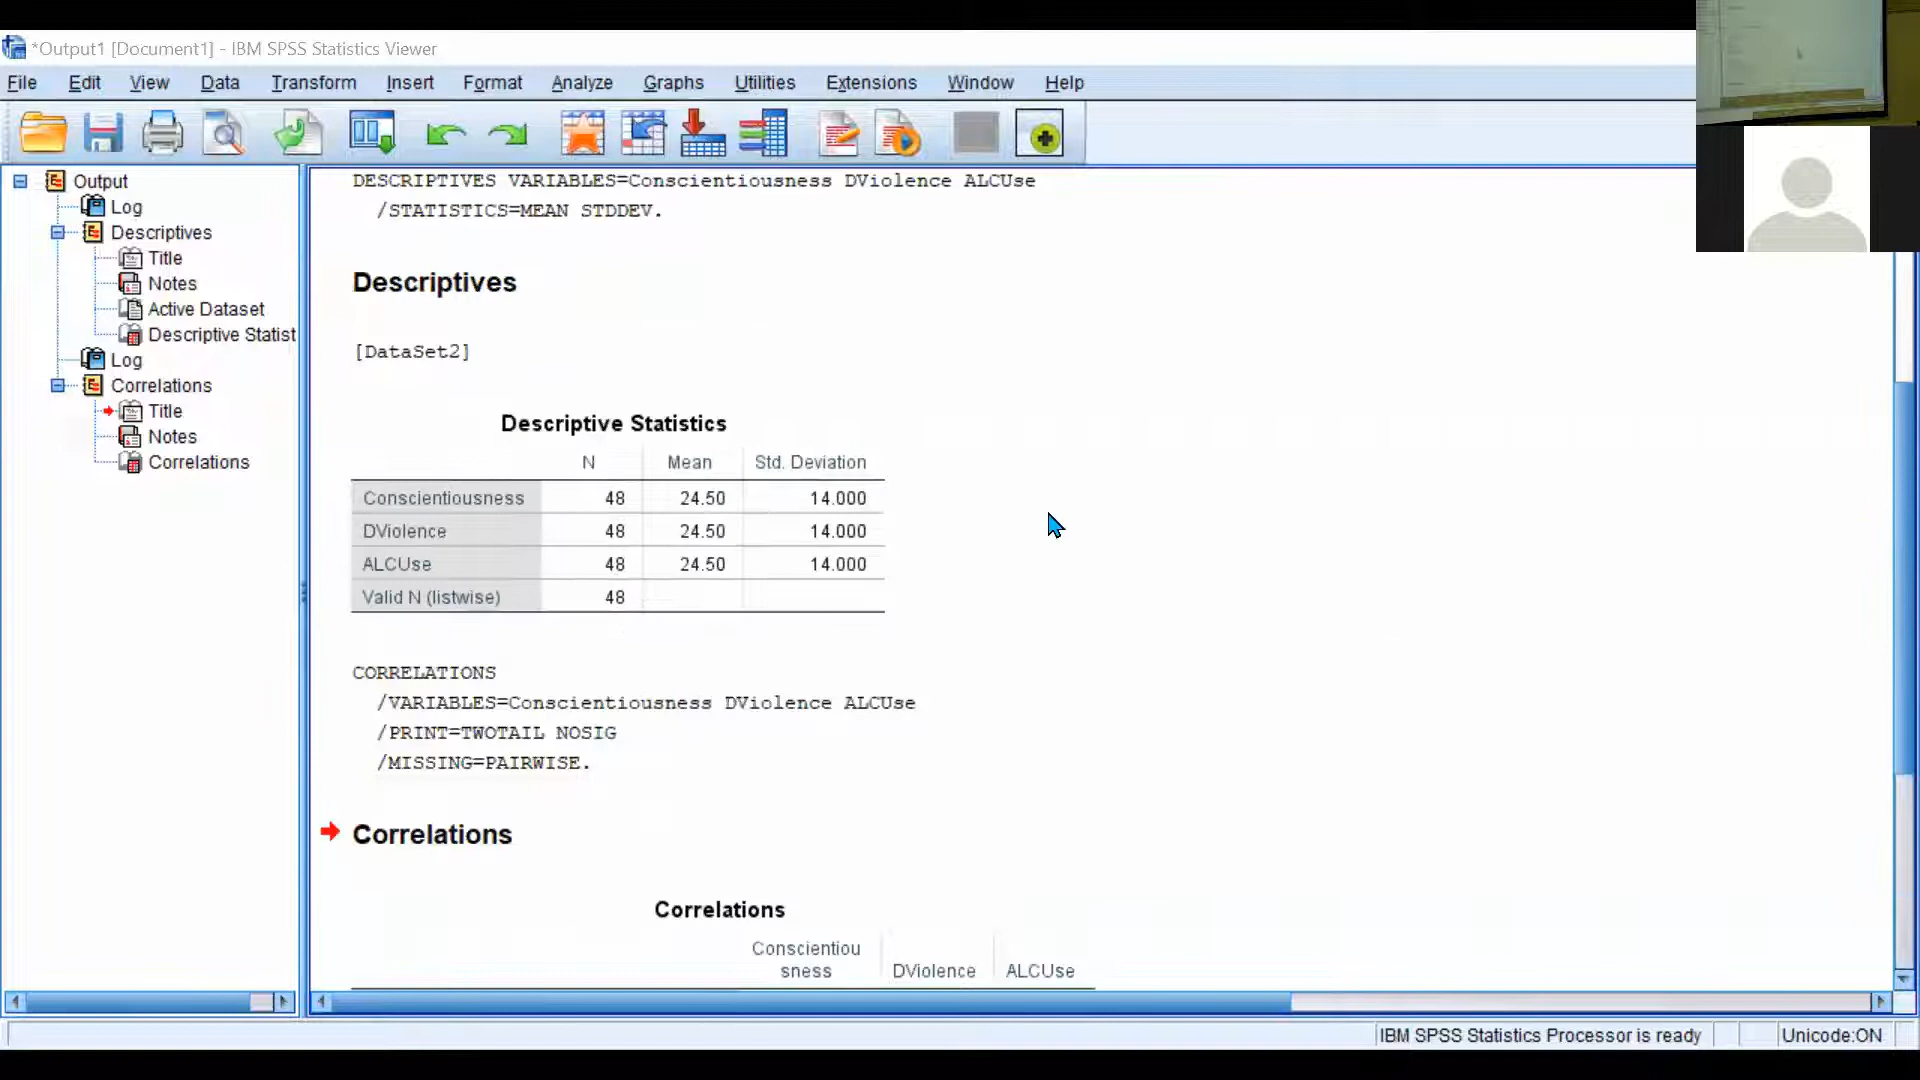 *Output1 [Document1] - IBM SPSS Statistics Viewer
File Edit View Data Transform Insert Format Analyze Graphs Utilities Extensions Window Help
Output
Log
Descriptives
Title
Notes
Active Dataset
Descriptive Statist
Log
Correlations
Title
Notes
Correlations
DESCRIPTIVES VARIABLES=Conscientiousness DViolence ALCUse
/STATISTICS=MEAN STDDEV.
Descriptives
[DataSet2]
Descriptive Statistics
N Mean Std. Deviation
Conscientiousness 48 24.50 14.000
DViolence 48 24.50 14.000
ALCUse 48 24.50 14.000
Valid N (listwise) 48
CORRELATIONS
/VARIABLES=Conscientiousness DViolence ALCUse
/PRINT=TWOTAIL NOSIG
/MISSING=PAIRWISE.
Correlations
Correlations
Conscientiou
sness DViolence ALCUse
IBM SPSS Statistics Processor is ready Unicode:ON